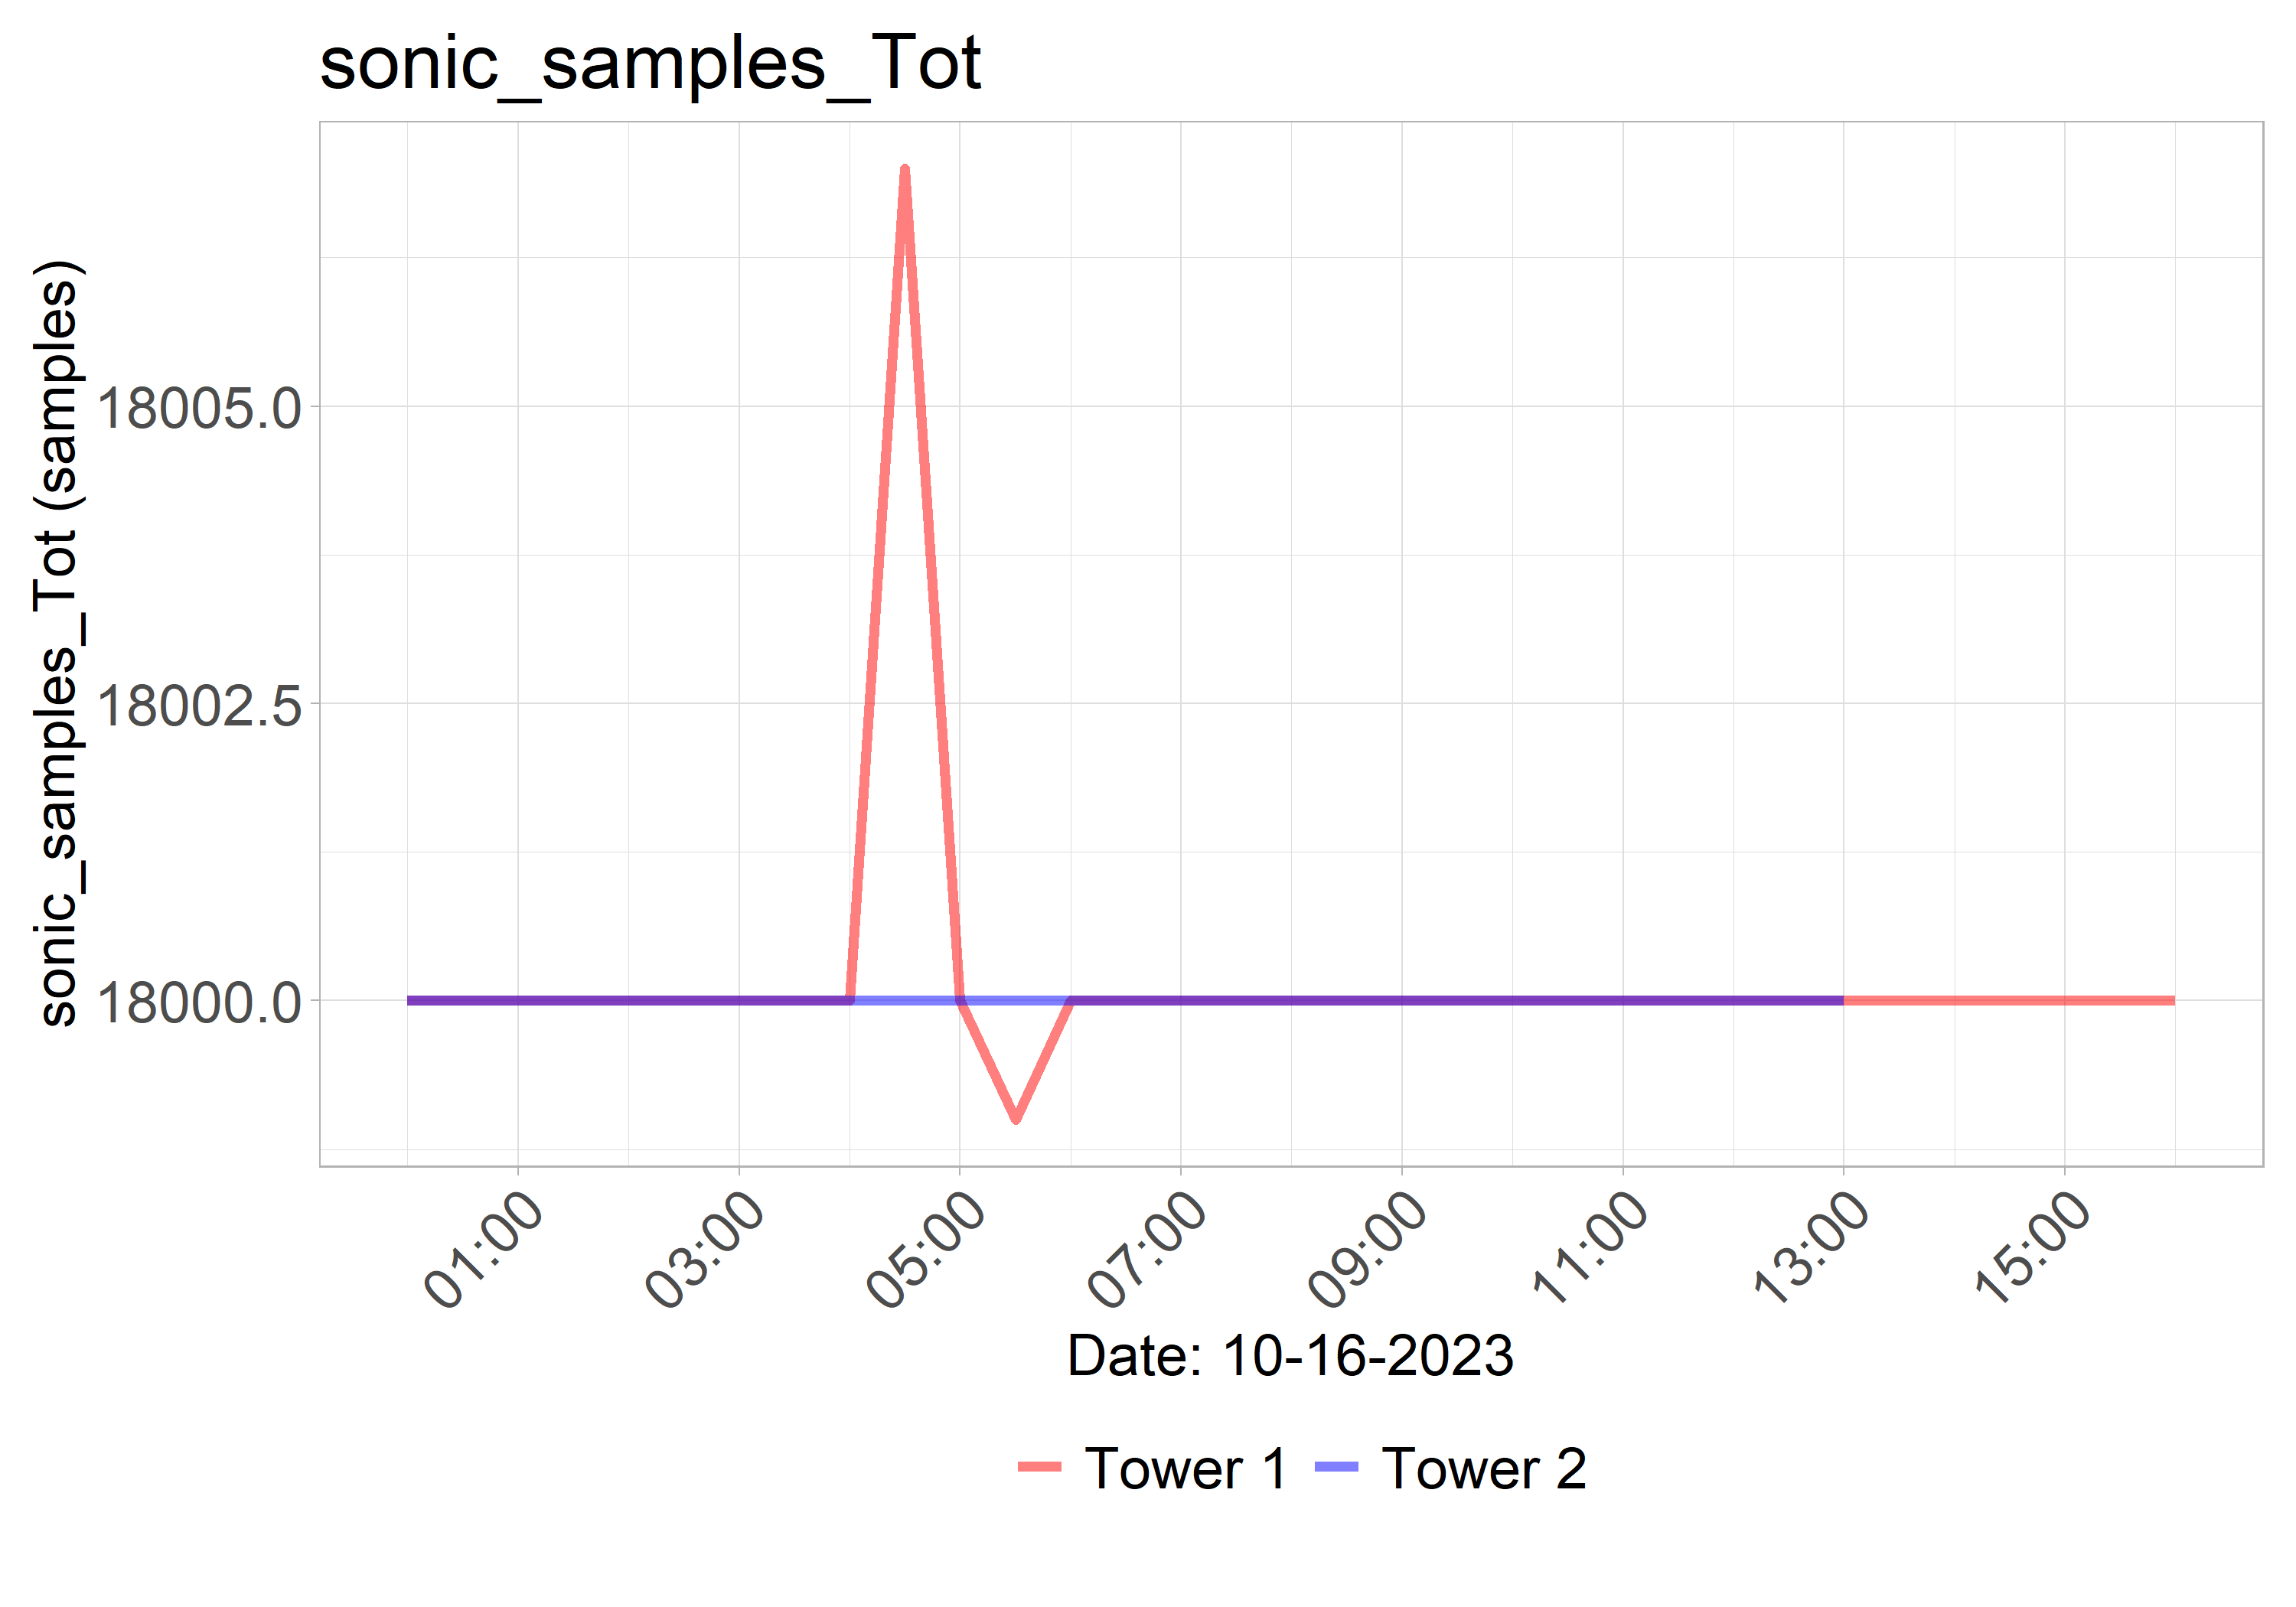 sonic_samples_Tot
sonic_samples_Tot (samples)
18005.0
18002.5
18000.0
01:00
03:00
05:00
07:00
09:00
11:00
13:00
15:00
Date: 10-16-2023
Tower 1 Tower 2